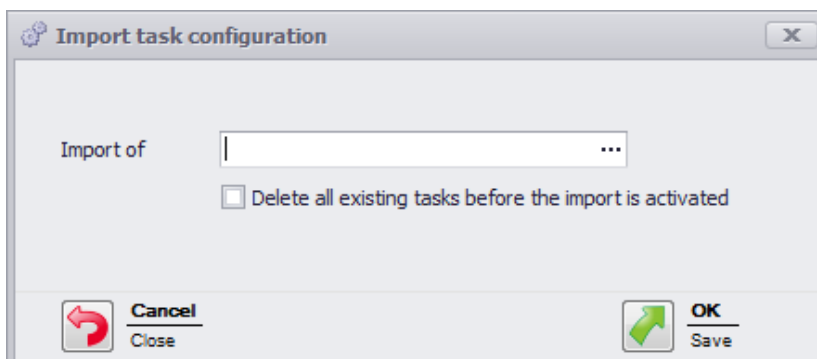 Import task configuration
Import of
Delete all existing tasks before the import is activated
Cancel
Close
OK
Save